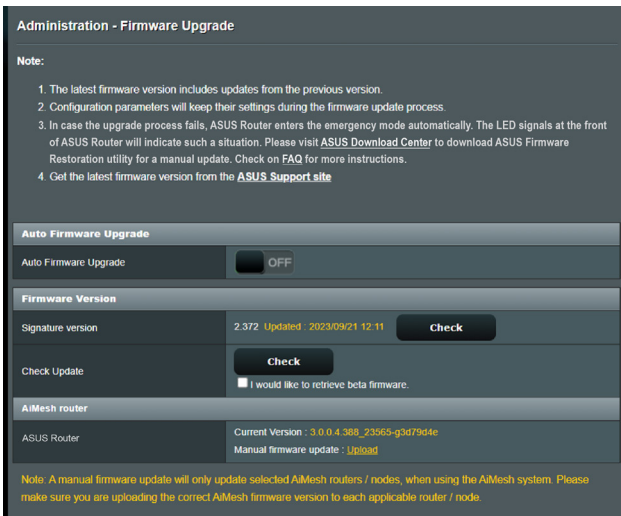 Administration - Firmware Upgrade
Note:
1. The latest firmware version includes updates from the previous version.
2. Configuration parameters will keep their settings during the firmware update process.
3. In case the upgrade process fails, ASUS Router enters the emergency mode automatically. The LED signals at the front
of ASUS Router will indicate such a situation. Please visit ASUS Download Center to download ASUS Firmware
Restoration utility for a manual update. Check on FAQ for more instructions.
4. Get the latest firmware version from the ASUS Support site
Auto Firmware Upgrade
Auto Firmware Upgrade OFF
Firmware Version
Signature version 2.372 Updated : 2023/09/21 12:11 Check
Check Update Check
I would like to retrieve beta firmware.
AiMesh router
ASUS Router Current Version : 3.0.0.4.388_23565-g3d79d4e
Manual firmware update : Upload
Note: A manual firmware update will only update selected AiMesh routers / nodes, when using the AiMesh system. Please
make sure you are uploading the correct AiMesh firmware version to each applicable router / node.